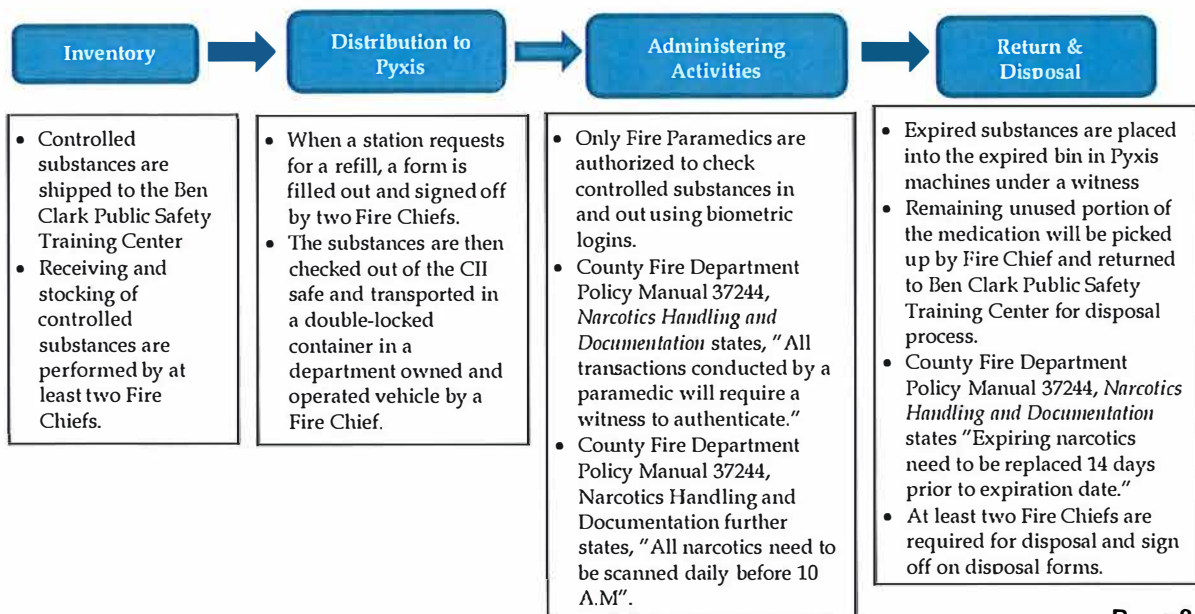 Inventory
Distribution to
Pyxis
Administering
Activities
Return &
Disposal
• Controlled
substances are
shipped to the Ben
Clark Public Safety
Training Center
• Receiving and
stocking of
controlled
substances are
performed by at
least two Fire
Chiefs.
• When a station requests
for a refill, a form is
filled out and signed off
by two Fire Chiefs.
• The substances are then
checked out of the CII
safe and transported in
a double-locked
container in a
department owned and
operated vehicle by a
Fire Chief.
• Only Fire Paramedics are
authorized to check
controlled substances in
and out using biometric
logins.
• County Fire Department
Policy Manual 37244,
Narcotics Handling and
Documentation states, "All
transactions conducted by a
paramedic will require a
witness to authenticate."
• County Fire Department
Policy Manual 37244,
Narcotics Handling and
Documentation further
states, "All narcotics need to
be scanned daily before 10
A.M".
• Expired substances are placed
into the expired bin in Pyxis
machines under a witness
• Remaining unused portion of
the medication will be picked
up by Fire Chief and returned
to Ben Clark Public Safety
Training Center for disposal
process.
• County Fire Department
Policy Manual 37244, Narcotics
Handling and Documentation
states "Expiring narcotics
need to be replaced 14 days
prior to expiration date."
• At least two Fire Chiefs are
required for disposal and sign
off on disposal forms.